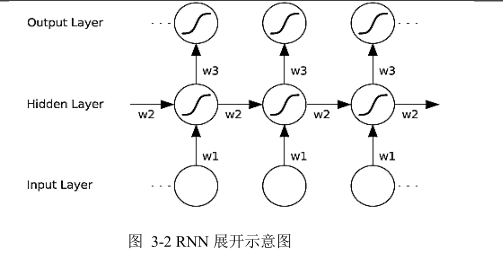 Output Layer
w3 w3 w3
Hidden Layer
w2 w2 w2 w2
w1 w1 w1
Input Layer
图 3-2 RNN 展开示意图